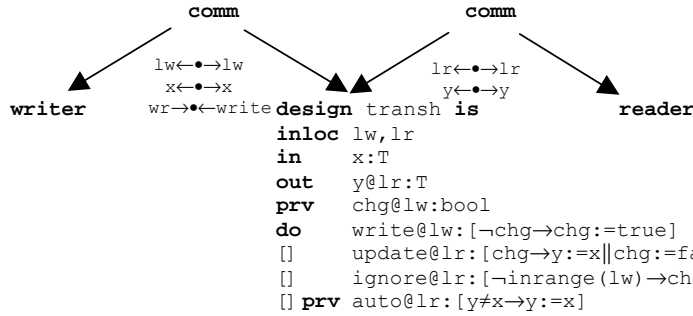 comm comm
lw←●→lw
lr←●→lr
x←●→x
y←●→y
writer wr→●←write design transh is reader
inloc lw,lr
in x:T
out y@lr:T
prv chg@lw:bool
do write@lw:[¬chg→chg:=true]
[] update@lr:[chg→y:=x‖chg:=fa
[] ignore@lr:[¬inrange(lw)→ch
[] prv auto@lr:[y≠x→y:=x]